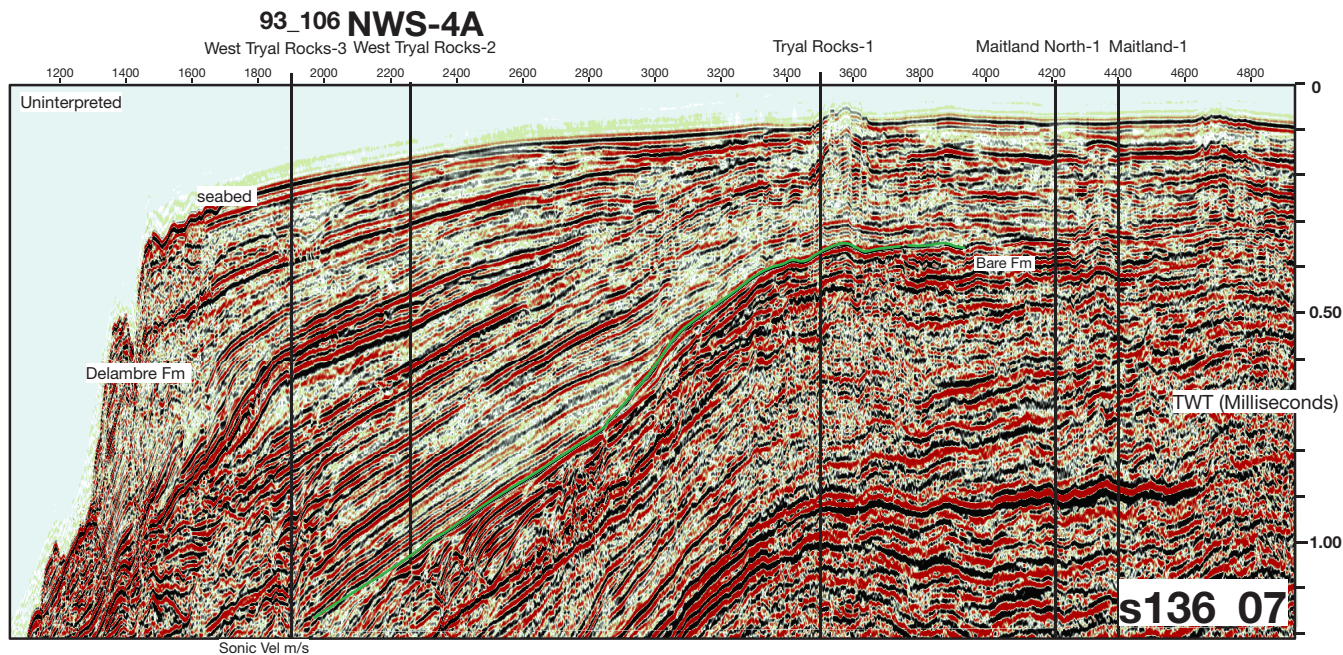 93_106 NWS-4A
West Tryal Rocks-3 West Tryal Rocks-2 Tryal Rocks-1 Maitland North-1 Maitland-1
1200 1400 1600 1800 2000 2200 2400 2600 2800 3000 3200 3400 3600 3800 4000 4200 4400 4600 4800
0
Uninterpreted
seabed
Bare Fm
0.50
Delambre Fm
TWT (Milliseconds)
1.00
s136_07
Sonic Vel m/s